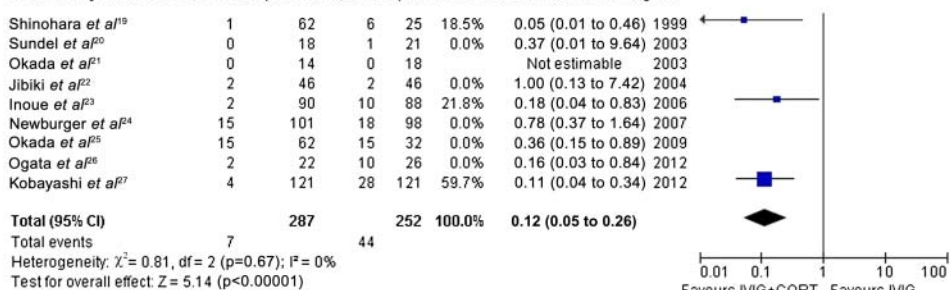 Shinohara et al¹⁹ 1 62 6 25 18.5% 0.05 (0.01 to 0.46) 1999
Sundel et al²⁰ 0 18 1 21 0.0% 0.37 (0.01 to 9.64) 2003
Okada et al²¹ 0 14 0 18 Not estimable 2003
Jibiki et al²² 2 46 2 46 0.0% 1.00 (0.13 to 7.42) 2004
Inoue et al²³ 2 90 10 88 21.8% 0.18 (0.04 to 0.83) 2006
Newburger et al²⁴ 15 101 18 98 0.0% 0.78 (0.37 to 1.64) 2007
Okada et al²⁵ 15 62 15 32 0.0% 0.36 (0.15 to 0.89) 2009
Ogata et al²⁶ 2 22 10 26 0.0% 0.16 (0.03 to 0.84) 2012
Kobayashi et al²⁷ 4 121 28 121 59.7% 0.11 (0.04 to 0.34) 2012
Total (95% CI) 287 252 100.0% 0.12 (0.05 to 0.26)
Total events 7 44
Heterogeneity: χ²= 0.81, df= 2 (p=0.67); I²= 0%
Test for overall effect: Z= 5.14 (p<0.00001)
0.01 0.1 1 10 100
Favours IVIG+CORT Favours IVIG